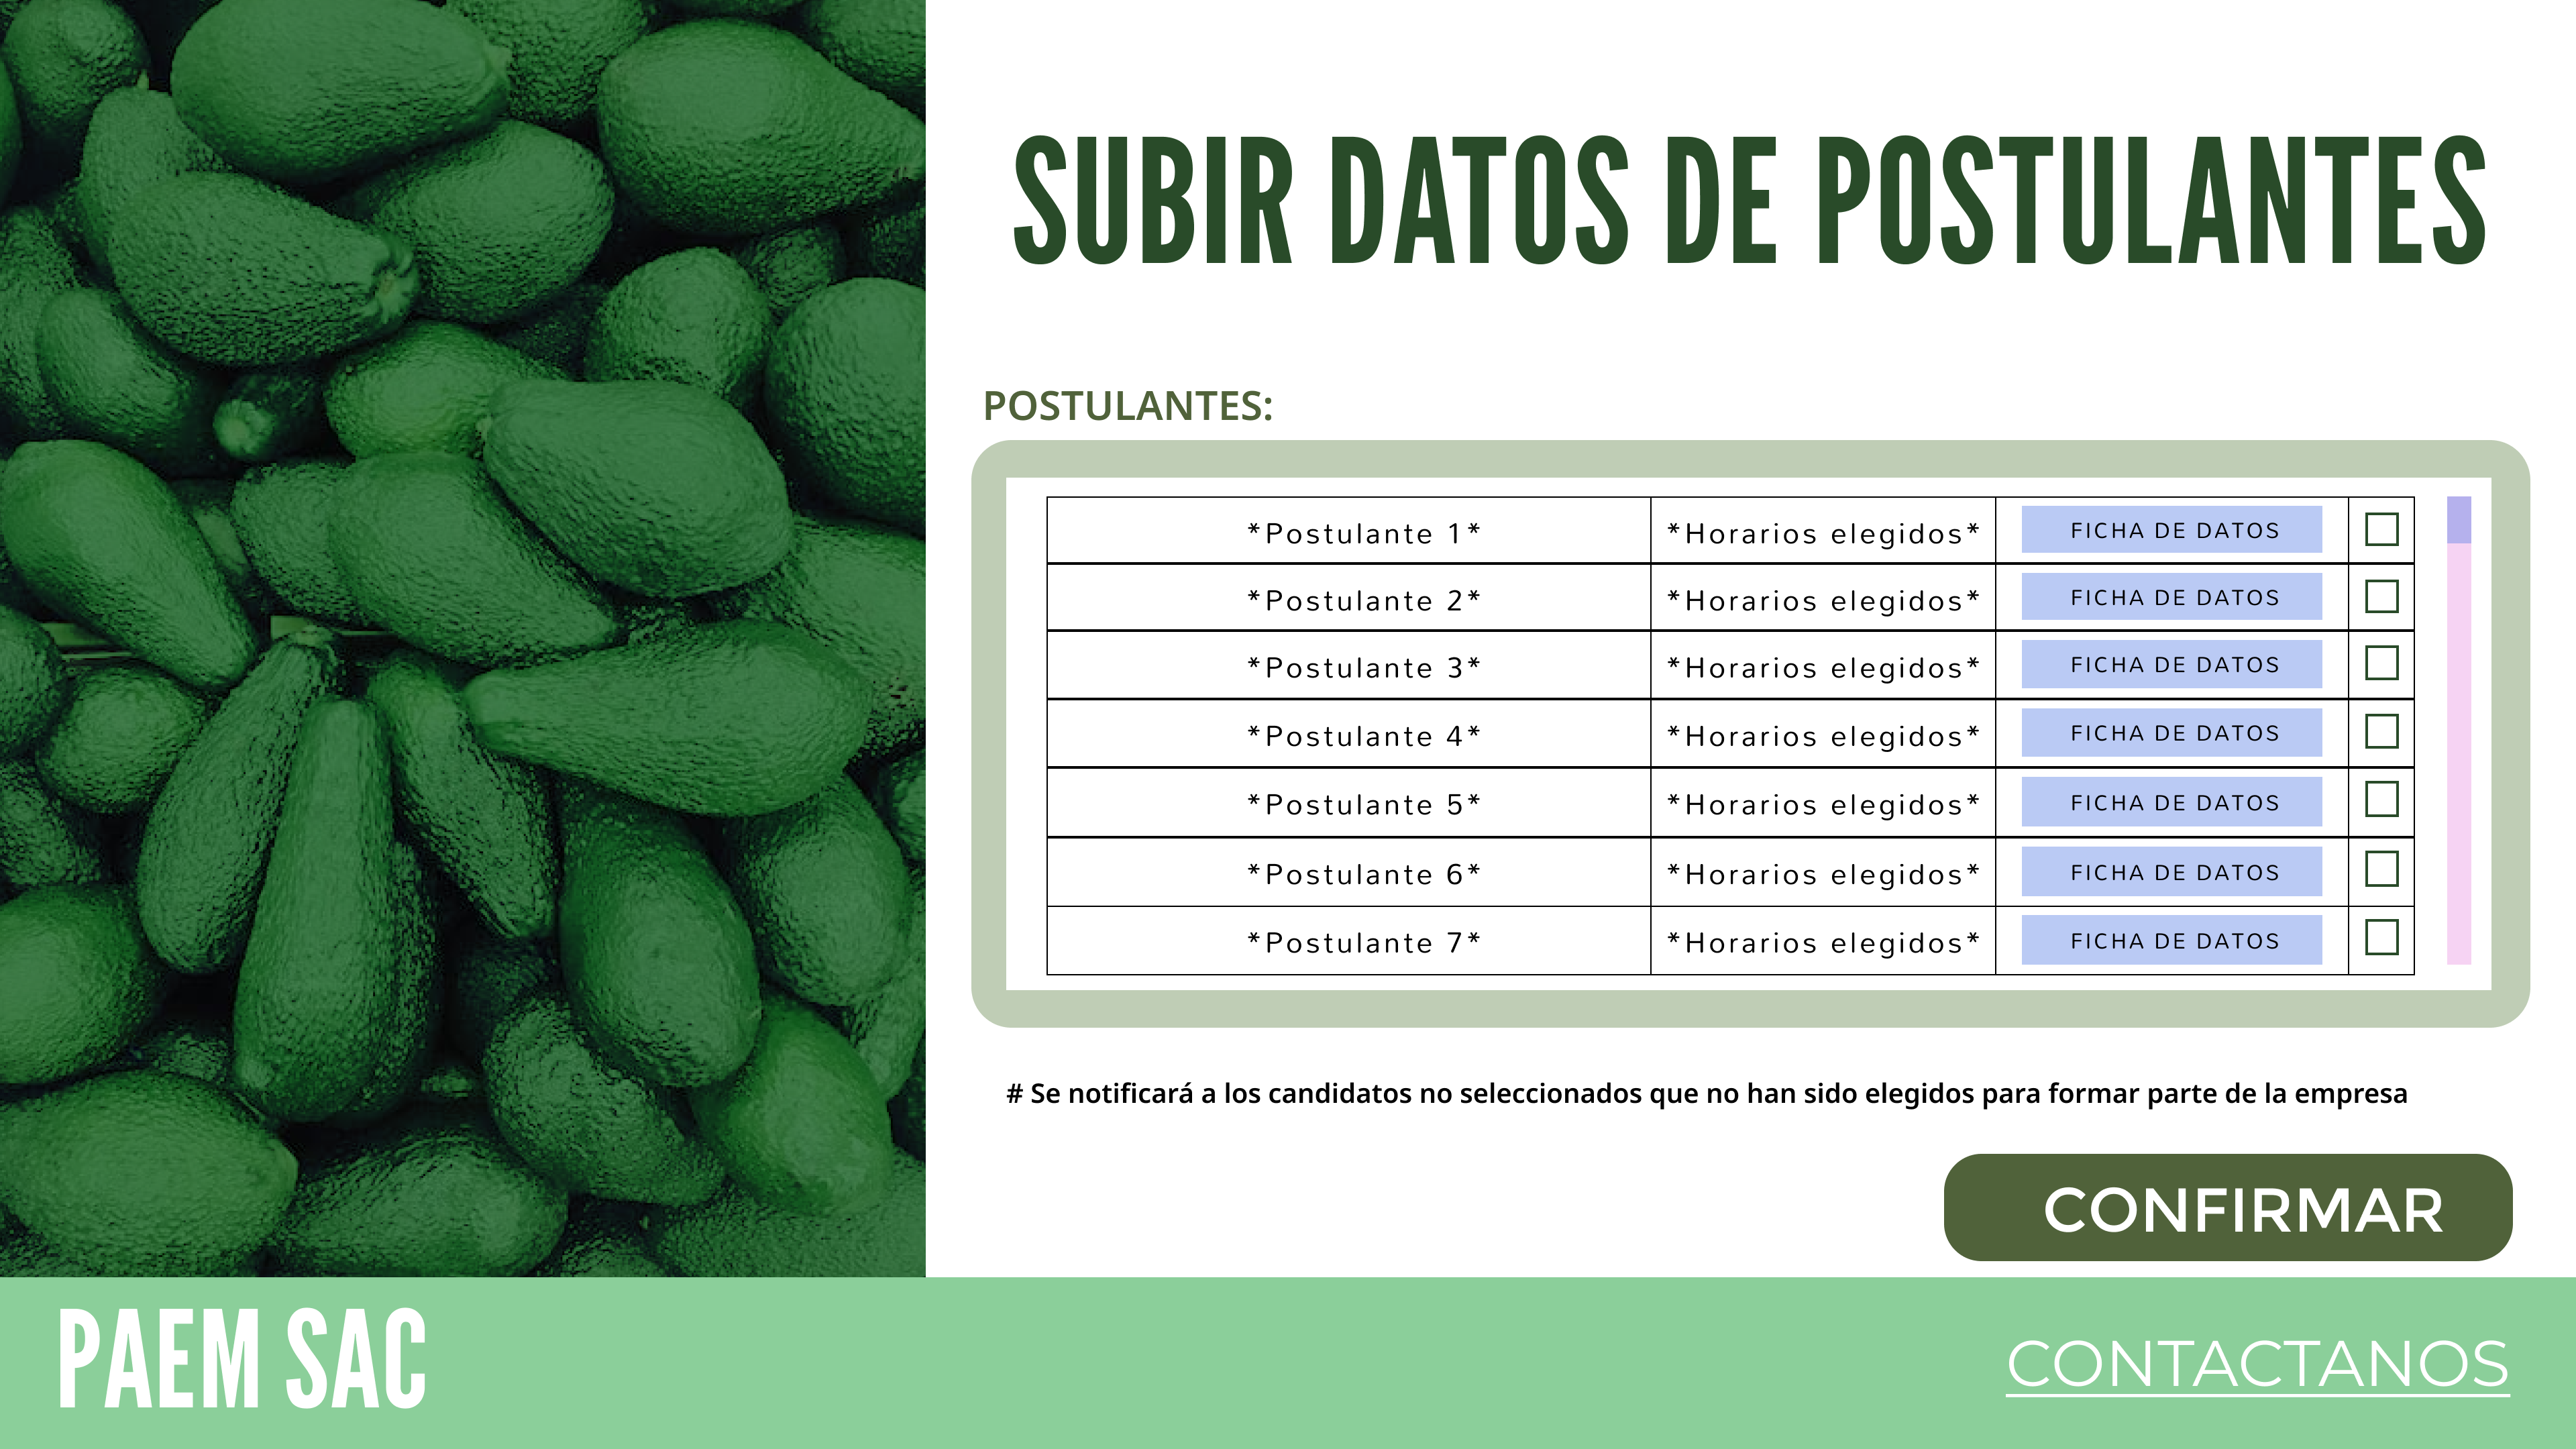 SUBIR DATOS DE POSTULANTES
POSTULANTES:
*Postulante 1* *Horarios elegidos* FICHA DE DATOS
*Postulante 2* *Horarios elegidos* FICHA DE DATOS
*Postulante 3* *Horarios elegidos* FICHA DE DATOS
*Postulante 4* *Horarios elegidos* FICHA DE DATOS
*Postulante 5* *Horarios elegidos* FICHA DE DATOS
*Postulante 6* *Horarios elegidos* FICHA DE DATOS
*Postulante 7* *Horarios elegidos* FICHA DE DATOS
# Se notificará a los candidatos no seleccionados que no han sido elegidos para formar parte de la empresa
CONFIRMAR
PAEM SAC
CONTACTANOS